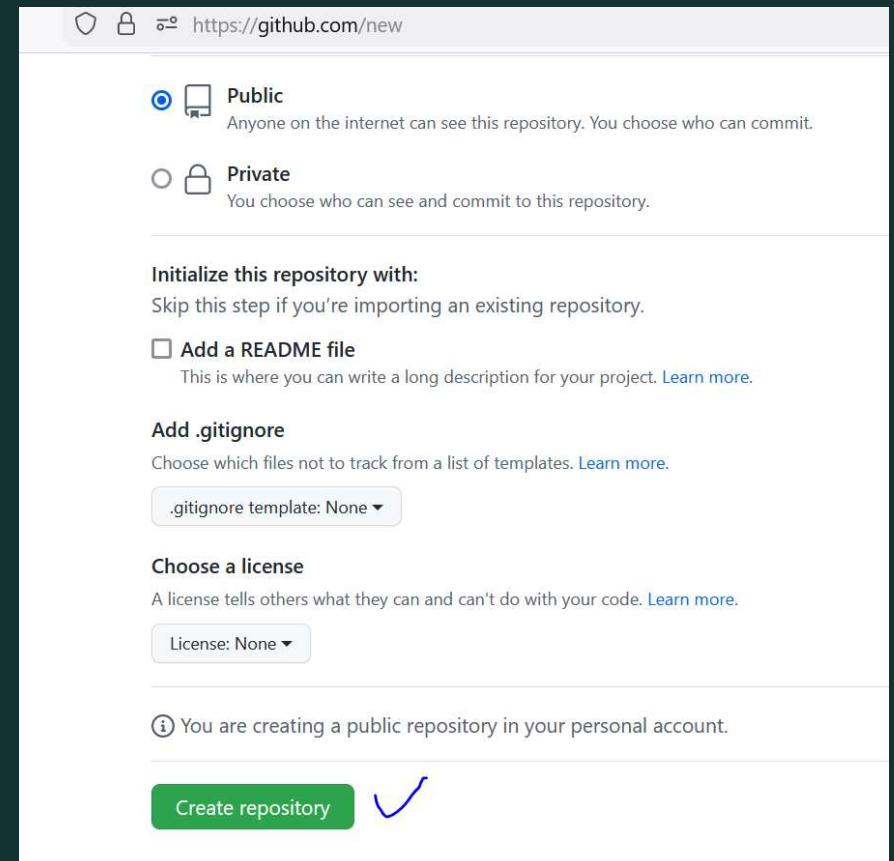 https://github.com/new
Public
Anyone on the internet can see this repository. You choose who can commit.
Private
You choose who can see and commit to this repository.
Initialize this repository with:
Skip this step if you’re importing an existing repository.
Add a README file
This is where you can write a long description for your project. Learn more.
Add .gitignore
Choose which files not to track from a list of templates. Learn more.
.gitignore template: None
Choose a license
A license tells others what they can and can't do with your code. Learn more.
License: None
You are creating a public repository in your personal account.
Create repository